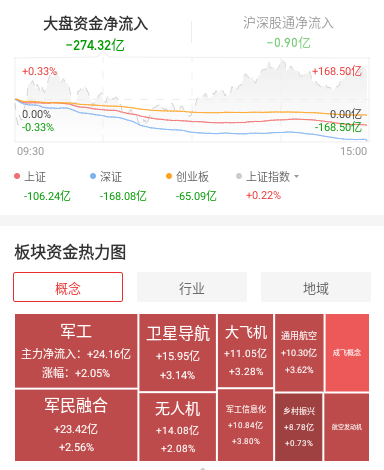 大盘资金净流入
沪深股通净流入
-274.32亿
-0.90亿
+0.33%
+168.50亿
0.00%
0.00亿
-0.33%
-168.50亿
09:30
15:00
上证
深证
创业板
上证指数
-106.24亿
-168.08亿
-65.09亿
+0.22%
板块资金热力图
概念
行业
地域
军工
主力净流入：+24.16亿
涨幅：+2.05%
卫星导航
+15.95亿
+3.14%
大飞机
+11.05亿
+3.28%
通用航空
+10.30亿
+3.62%
成飞概念
军民融合
+23.42亿
+2.56%
无人机
+14.08亿
+2.08%
军工信息化
+10.84亿
+3.80%
乡村振兴
+8.78亿
+0.73%
航空发动机